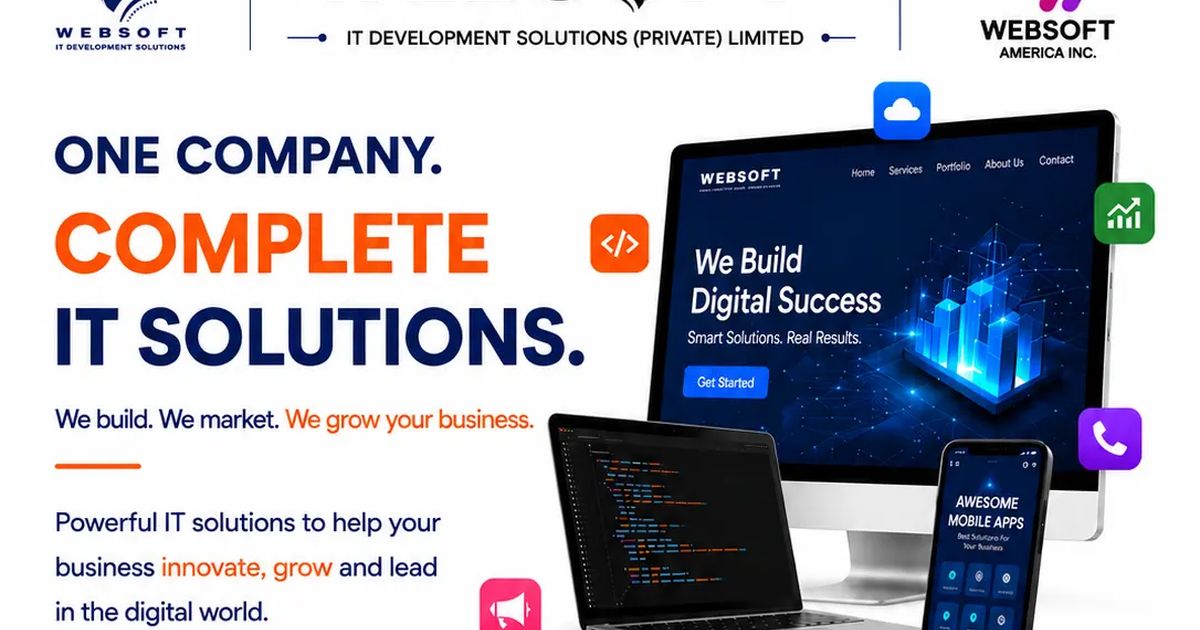 WEBSOFT
IT DEVELOPMENT SOLUTIONS
IT DEVELOPMENT SOLUTIONS (PRIVATE) LIMITED
WEBSOFT
AMERICA INC.
ONE COMPANY.
COMPLETE
IT SOLUTIONS.
We build. We market. We grow your business.
Powerful IT solutions to help your
business innovate, grow and lead
in the digital world.
WEBSOFT
Home Services Portfolio About Us Contact
We Build
Digital Success
Smart Solutions. Real Results.
Get Started
</>
AWESOME
MOBILE APPS
Best Solutions For
Your Business